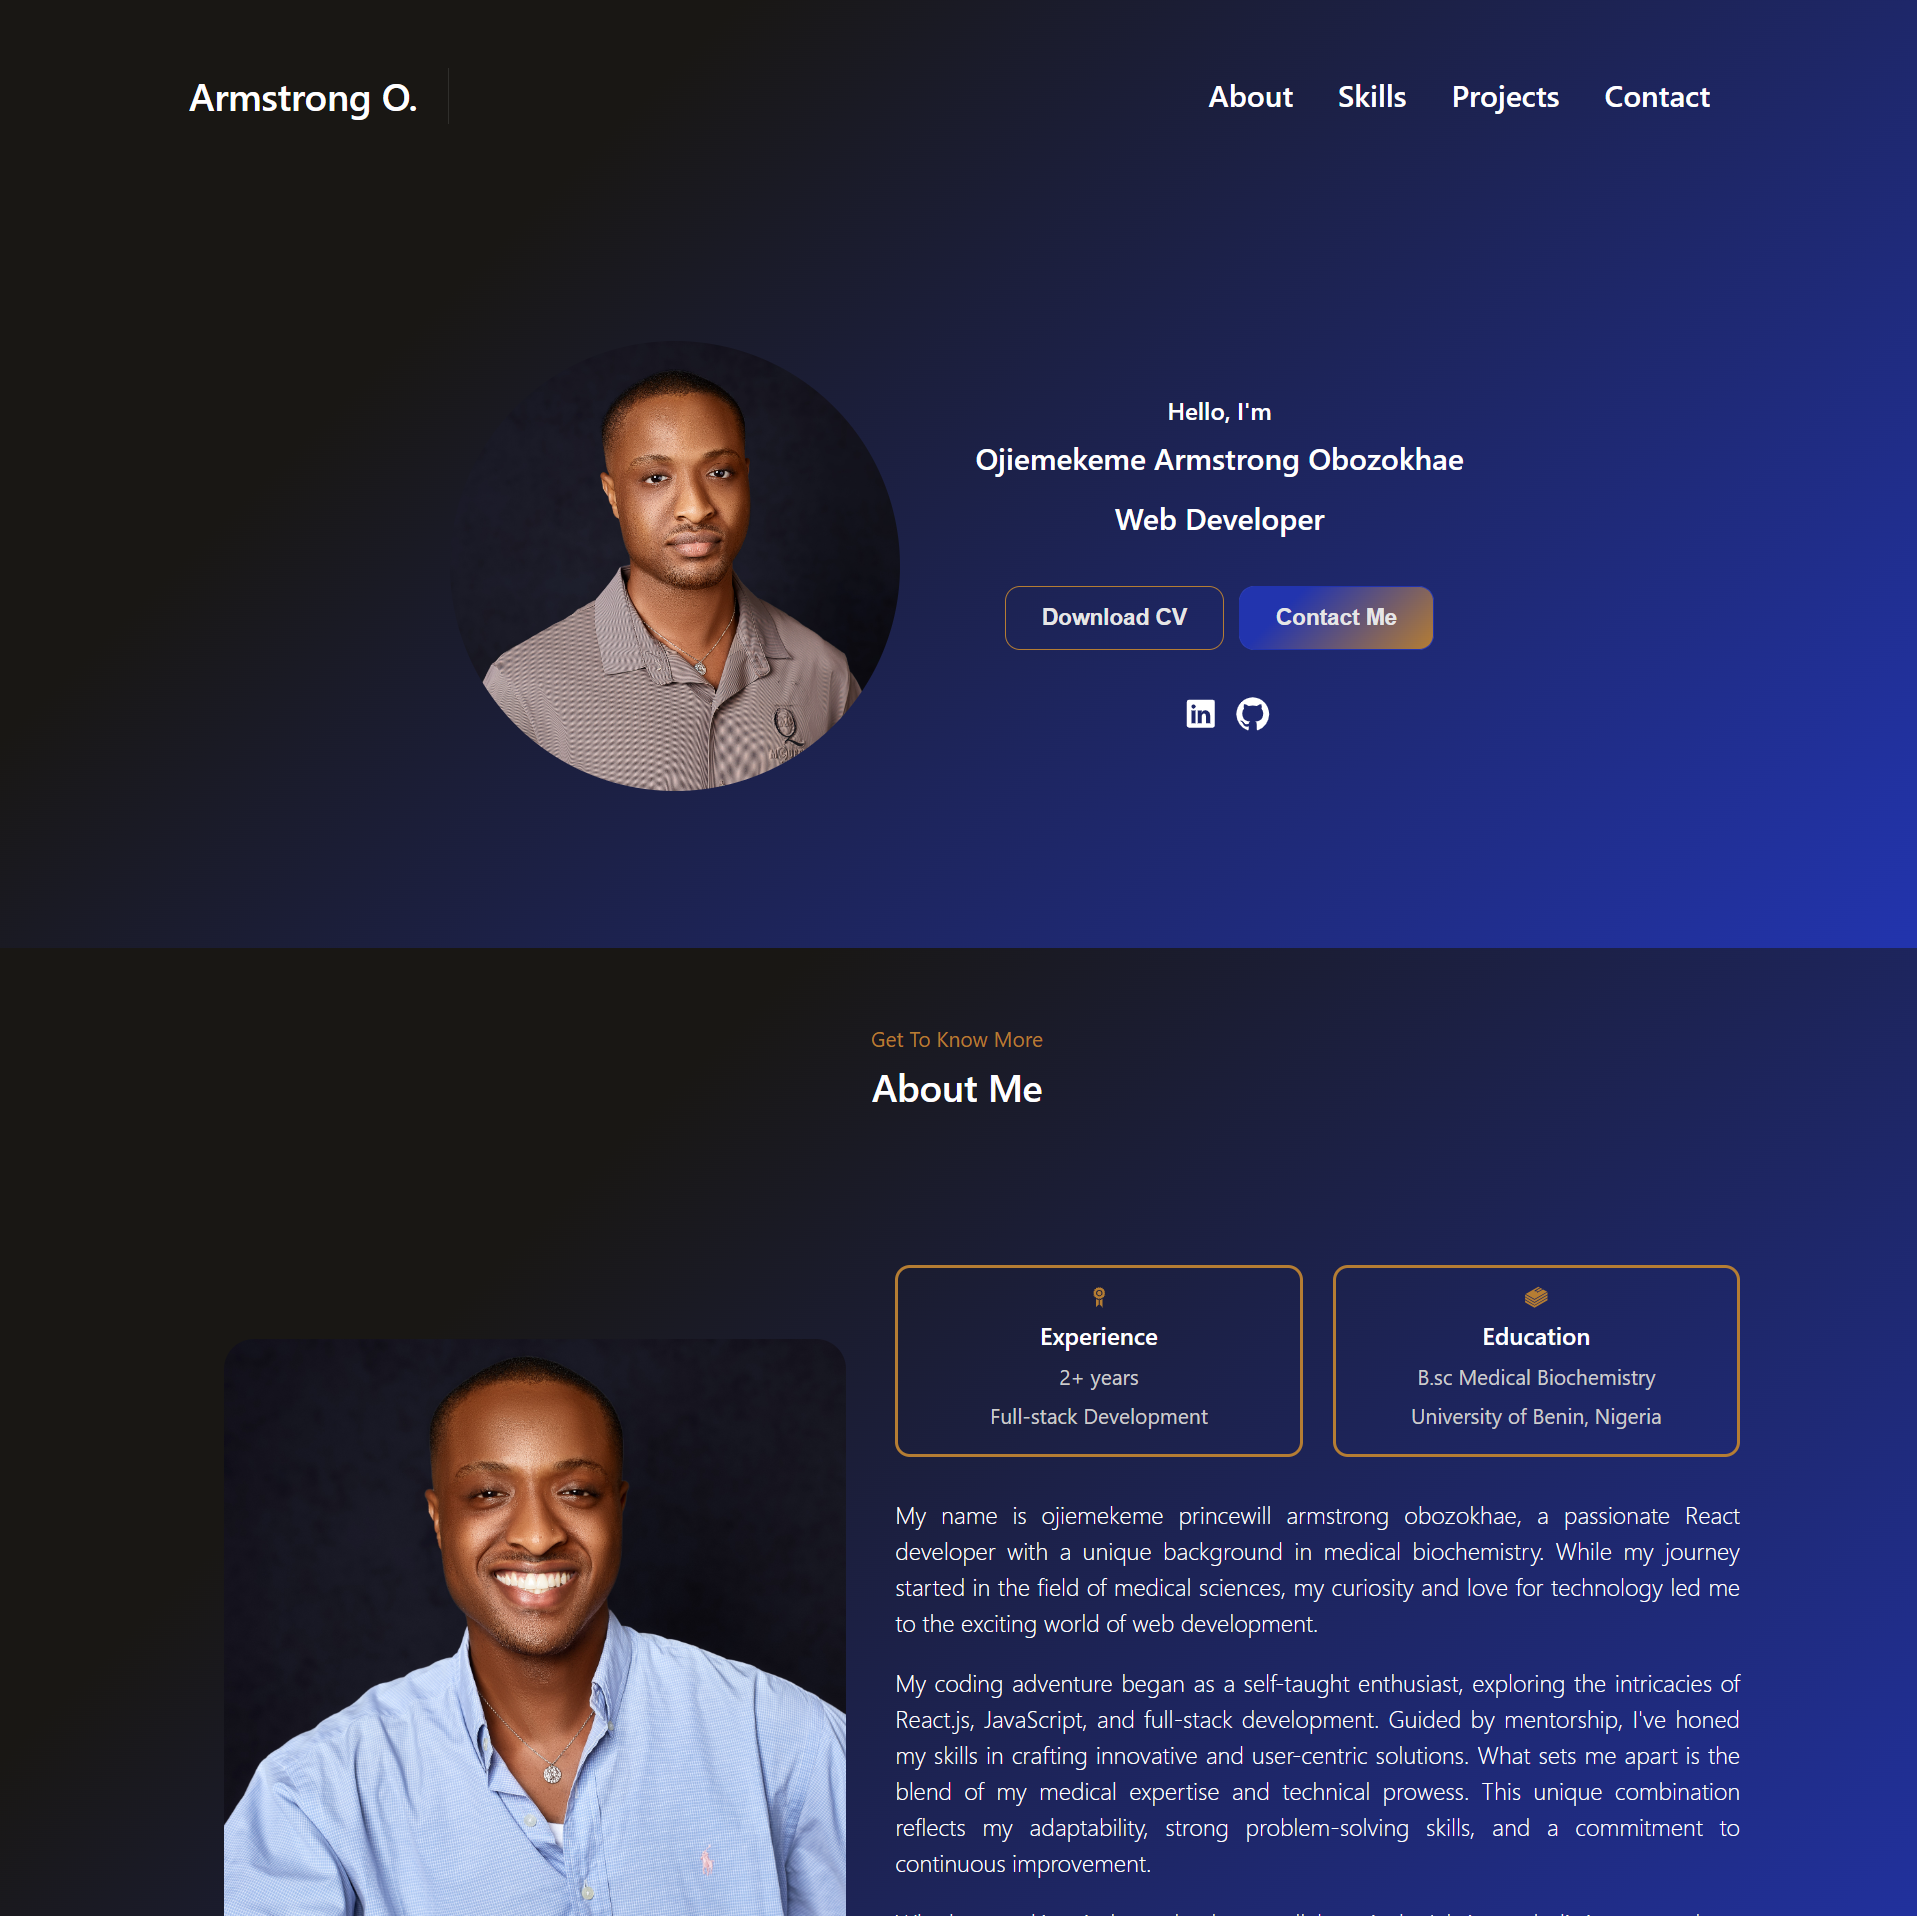 Armstrong O.
About Skills Projects Contact
Hello, I'm
Ojiemekeme Armstrong Obozokhae
Web Developer
Download CV Contact Me
Q
Get To Know More
About Me
Experience
2+ years
Full-stack Development
Education
B.sc Medical Biochemistry
University of Benin, Nigeria
My name is ojiemekeme princewill armstrong obozokhae, a passionate React
developer with a unique background in medical biochemistry. While my journey
started in the field of medical sciences, my curiosity and love for technology led me
to the exciting world of web development.
My coding adventure began as a self-taught enthusiast, exploring the intricacies of
React.js, JavaScript, and full-stack development. Guided by mentorship, I've honed
my skills in crafting innovative and user-centric solutions. What sets me apart is the
blend of my medical expertise and technical prowess. This unique combination
reflects my adaptability, strong problem-solving skills, and a commitment to
continuous improvement.